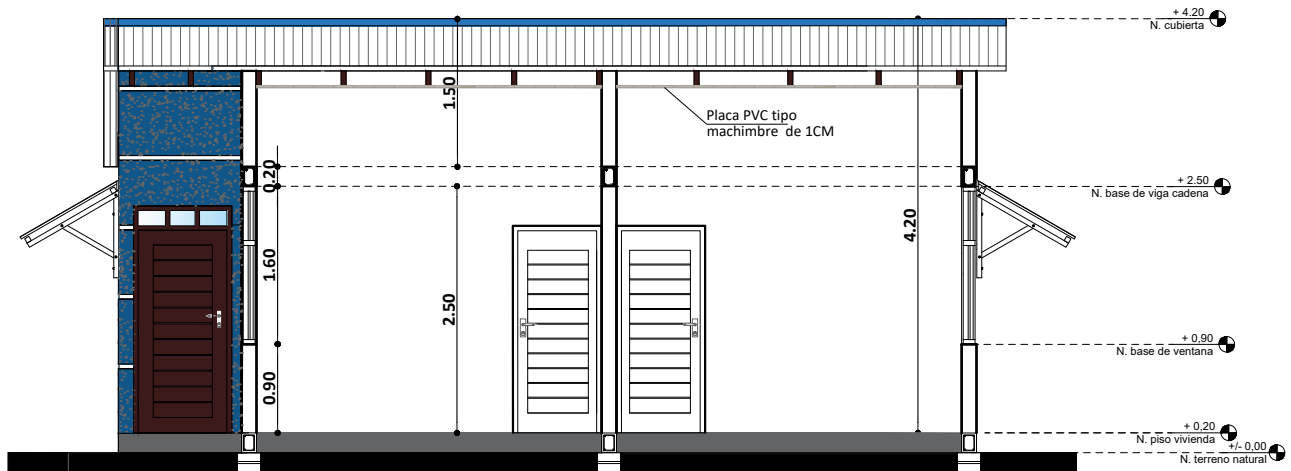 + 4.20
N. cubierta
1.50
Placa PVC tipo
machimbre de 1CM
0.20
+ 2.50
N. base de viga cadena
4.20
1.60
2.50
+ 0,90
N. base de ventana
0.90
+ 0,20
N. piso vivienda
+/- 0,00
N. terreno natural